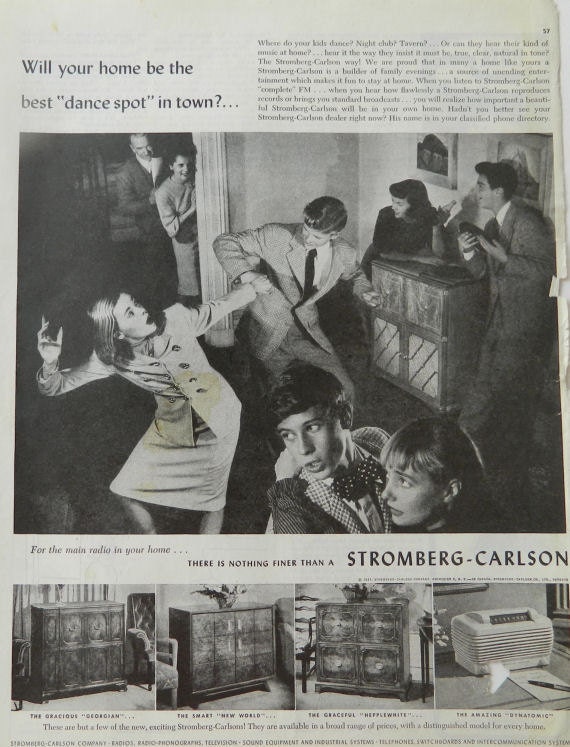 57
Will your home be the
best "dance spot" in town?...
Where do your kids dance? Night club? Tavern? ... Or can they hear their kind of
music at home? ... hear it the way they insist it must be, true, clear, natural in tone?
The Stromberg-Carlson way! We are proud that in many a home like yours a
Stromberg-Carlson is a builder of family evenings ... a source of unending enter-
tainment which makes it fun to stay at home. When you listen to Stromberg-Carlson
"complete" FM . . . when you hear how flawlessly a Stromberg-Carlson reproduces
records or brings you standard broadcasts . . . you will realize how important a beauti-
ful Stromberg-Carlson will be in your own home. Hadn't you better see your
Stromberg-Carlson dealer right now? His name is in your classified phone directory.
For the main radio in your home . . .
THERE IS NOTHING FINER THAN A STROMBERG-CARLSON
THE GRACIOUS "GEORGIAN"...
THE SMART "NEW WORLD"...
THE GRACEFUL "HEPPLEWHITE"...
THE AMAZING "DYNATOMIC"
These are but a few of the new, exciting Stromberg-Carlsons! They are available in a broad range of prices, with a distinguished model for every home.
STROMBERG-CARLSON COMPANY · RADIOS, RADIO-PHONOGRAPHS, TELEVISION · SOUND EQUIPMENT AND INDUSTRIAL SYSTEMS · TELEPHONES, SWITCHBOARDS AND INTERCOMMUNICATION SYSTEMS